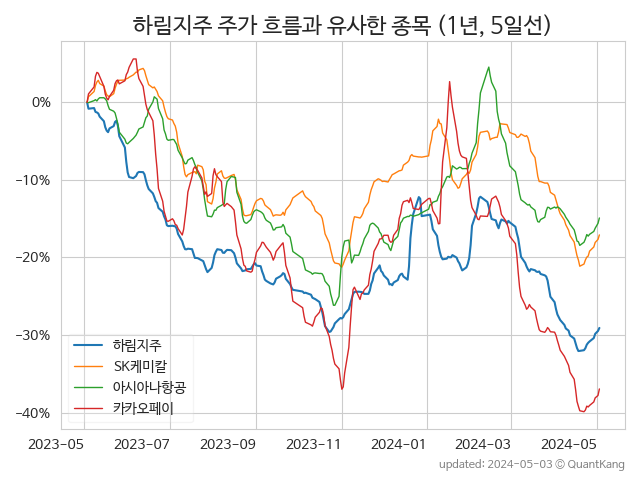 하림지주 주가 흐름과 유사한 종목 (1년, 5일선)
0%
−10%
−20%
−30%
−40%
하림지주
SK케미칼
아시아나항공
카카오페이
2023-05 2023-07 2023-09 2023-11 2024-01 2024-03 2024-05
updated: 2024-05-03 ⓒ QuantKang